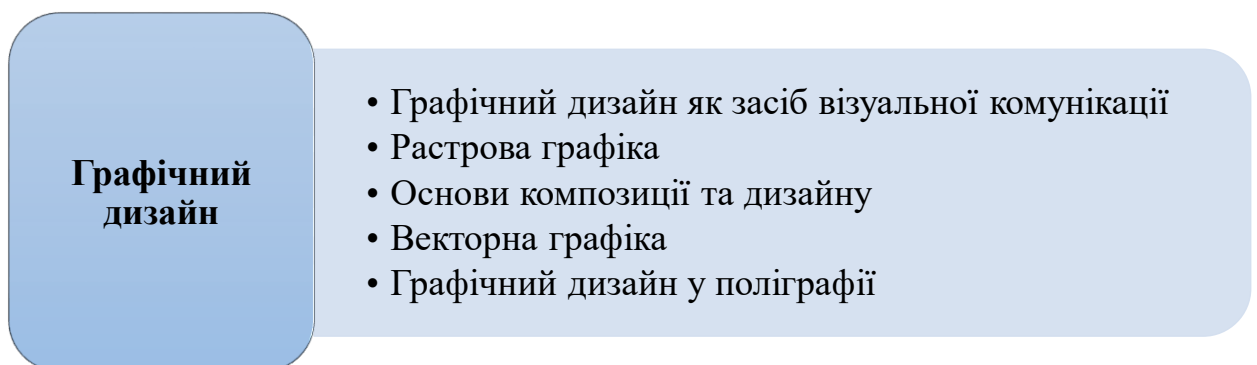 Графічний
дизайн
• Графічний дизайн як засіб візуальної комунікації
• Растрова графіка
• Основи композиції та дизайну
• Векторна графіка
• Графічний дизайн у поліграфії